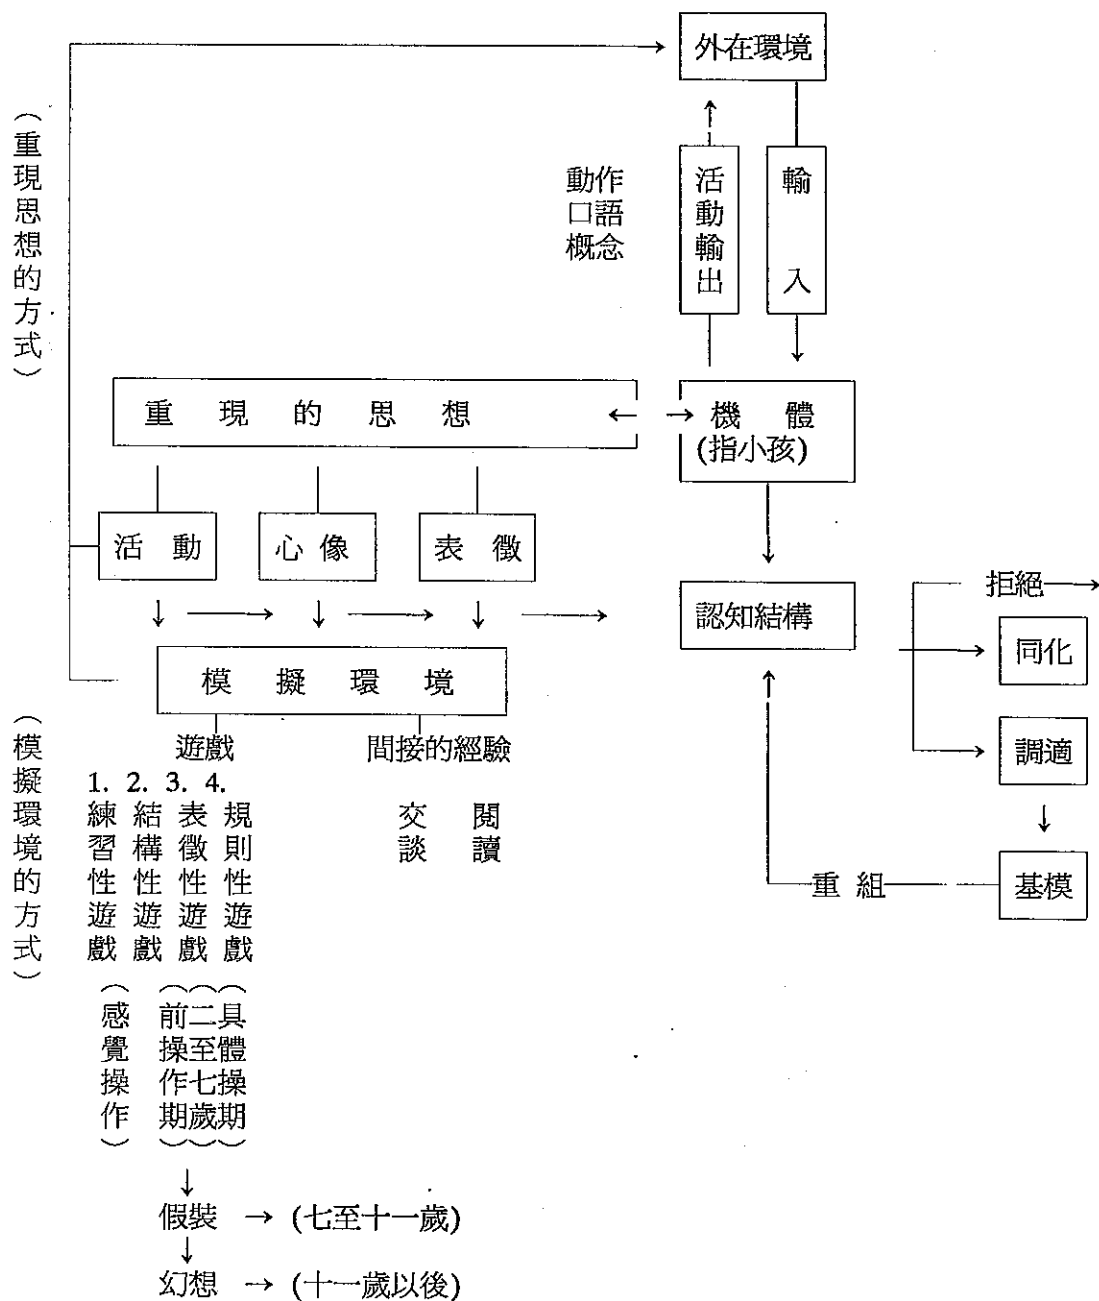 外在環境
（重現思想的方式）
動作
口語
概念
活動輸出
輸入
重現的思想
機體
(指小孩)
活動
心像
表徵
認知結構
拒絕
同化
模擬環境
調適
（模擬環境的方式）
遊戲
間接的經驗
1. 2. 3. 4.
練習性遊戲
結構性遊戲
表徵性遊戲
規則性遊戲
交談
閱讀
重組
基模
（感覺操作）
（前操作期）
（二至七歲）
（具體操期）
假裝 → (七至十一歲)
幻想 → (十一歲以後)